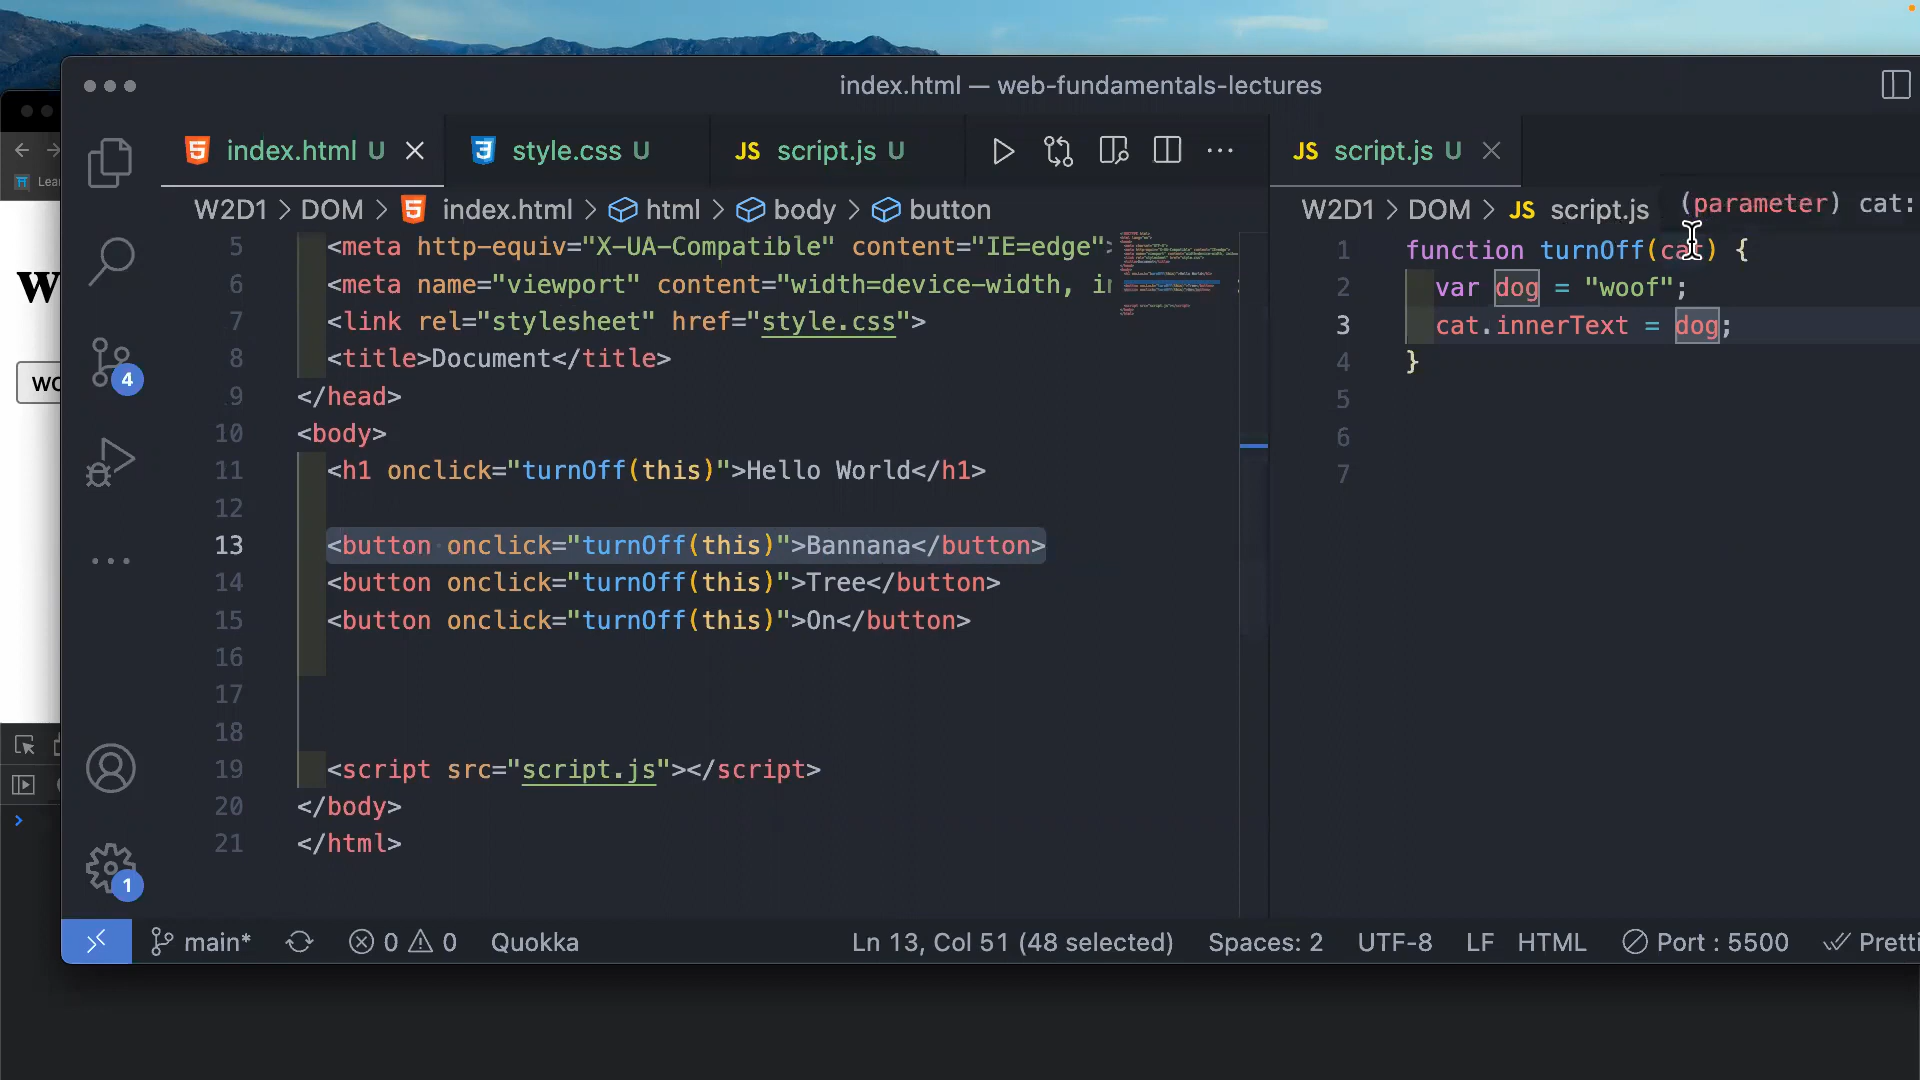 index.html — web-fundamentals-lectures
index.html U
style.css U
JS script.js U
JS script.js U
Lea
W2D1 > DOM > index.html > html > body > button
W2D1 > DOM > JS script.js
(parameter) cat:
5 <meta http-equiv="X-UA-Compatible" content="IE=edge">
6 <meta name="viewport" content="width=device-width, in
7 <link rel="stylesheet" href="style.css">
8 <title>Document</title>
9 </head>
10 <body>
11 <h1 onclick="turnOff(this)">Hello World</h1>
12
13 <button onclick="turnOff(this)">Bannana</button>
14 <button onclick="turnOff(this)">Tree</button>
15 <button onclick="turnOff(this)">On</button>
16
17
18
19 <script src="script.js"></script>
20 </body>
21 </html>
1 function turnOff(cat) {
2 var dog = "woof";
3 cat.innerText = dog;
4 }
5
6
7
w
wo
4
1
main*
0 0
Quokka
Ln 13, Col 51 (48 selected)
Spaces: 2
UTF-8
LF
HTML
Port : 5500
Pretti